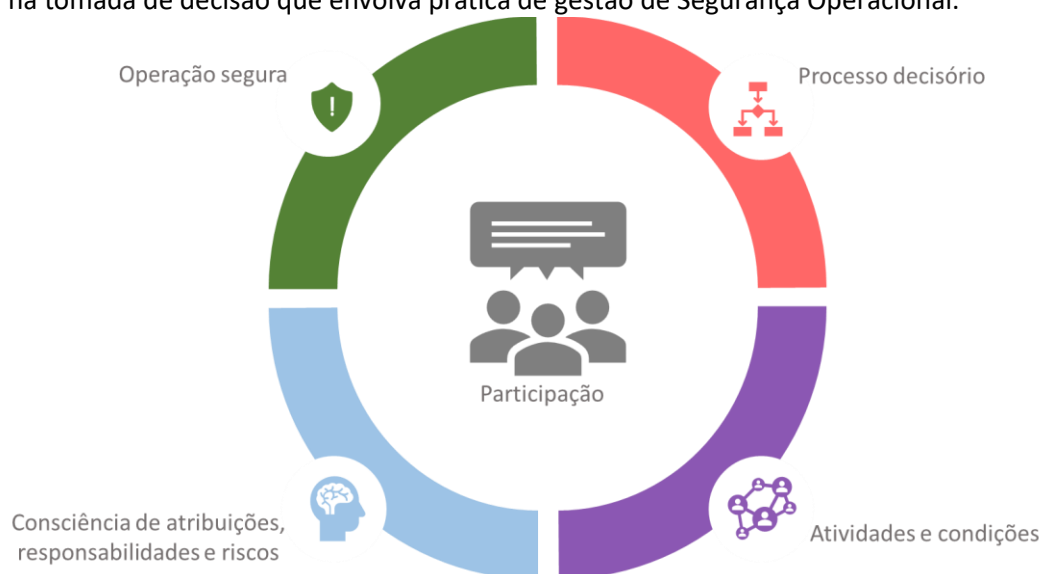 na tomada de decisão que envolva prática de gestão de Segurança Operacional.
Operação segura
Processo decisório
Participação
Consciência de atribuições,
responsabilidades e riscos
Atividades e condições